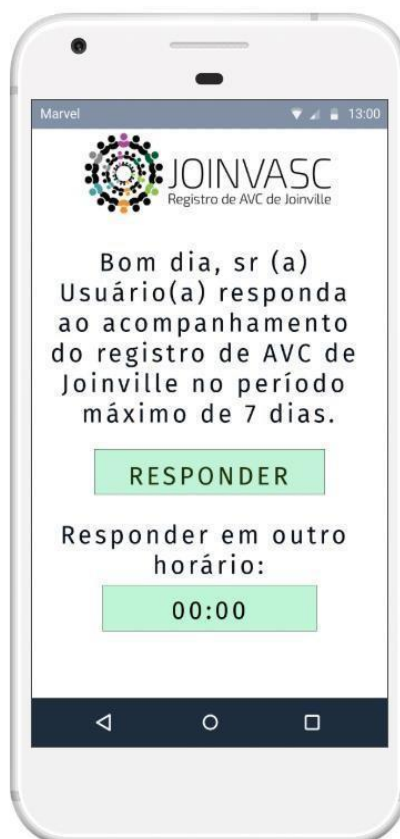 Marvel 13:00
JOINVASC
Registro de AVC de Joinville
Bom dia, sr (a)
Usuário(a) responda
ao acompanhamento
do registro de AVC de
Joinville no período
máximo de 7 dias.
RESPONDER
Responder em outro
horário:
00:00